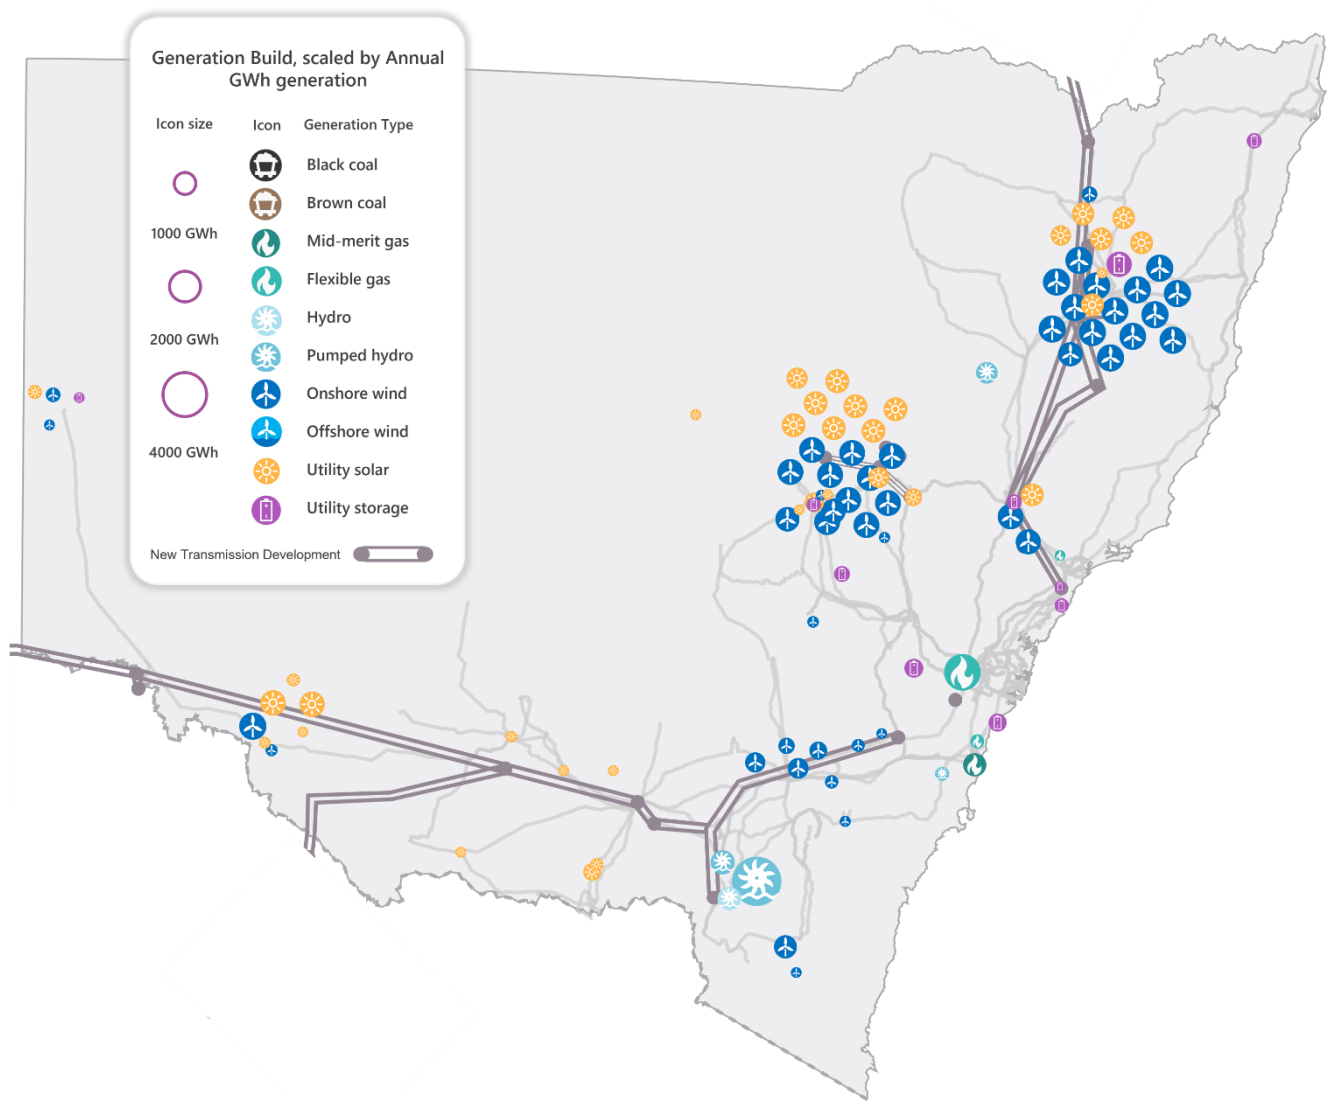 Generation Build, scaled by Annual
GWh generation
Icon size
Icon
Generation Type
Black coal
Brown coal
1000 GWh
Mid-merit gas
Flexible gas
Hydro
2000 GWh
Pumped hydro
Onshore wind
Offshore wind
4000 GWh
Utility solar
Utility storage
New Transmission Development